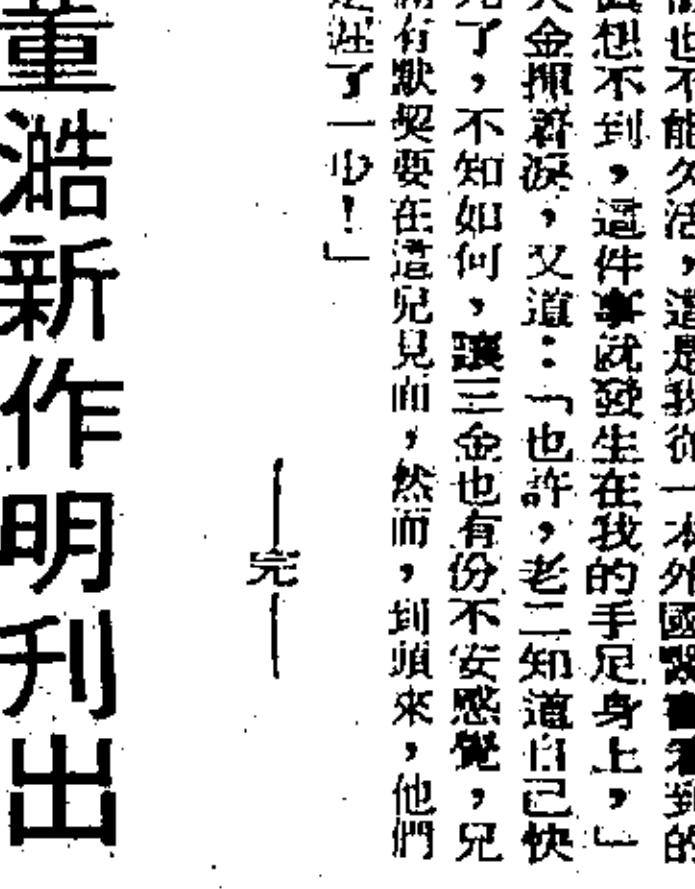 也不能久活，這是我從一本外國醫書看到的
想不到，這件事就發生在我的手足身上，」
金揮着淚，又道：「也許，老二知道自己快
了，不知如何，讓三金也有份不安感覺，兄
有默契要在這兒見面，然而，到頭來，他們
遲了一步！」
—完—
董澔新作明刊出